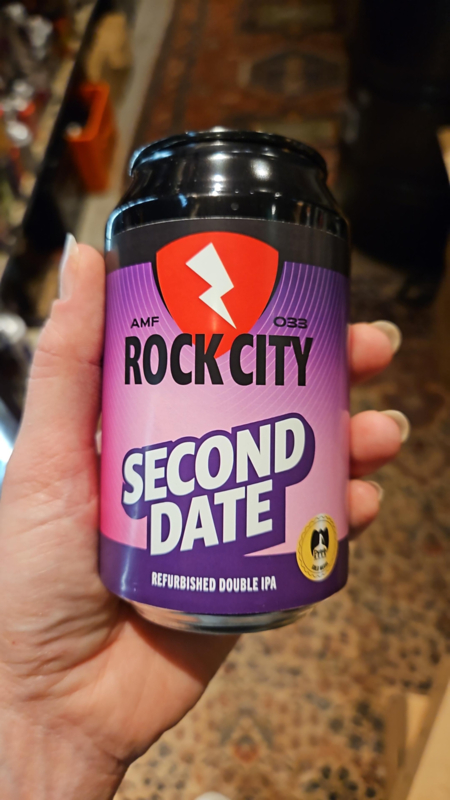 AMF 033
ROCK CITY
SECOND
DATE
REFURBISHED DOUBLE IPA